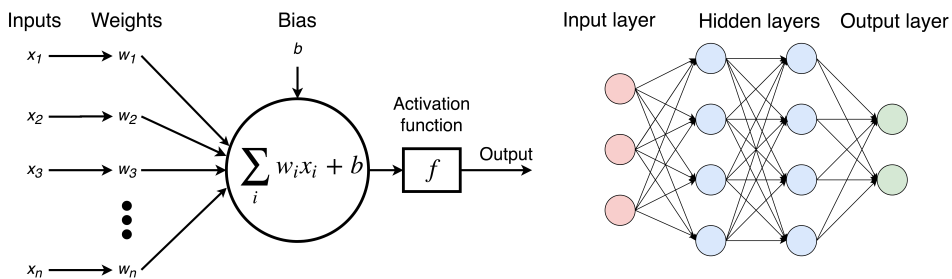 Inputs Weights Bias
b
x1 w1
x2 w2
x3 w3
xn wn
∑i wixi + b
Activation
function
f
Output
Input layer Hidden layers Output layer